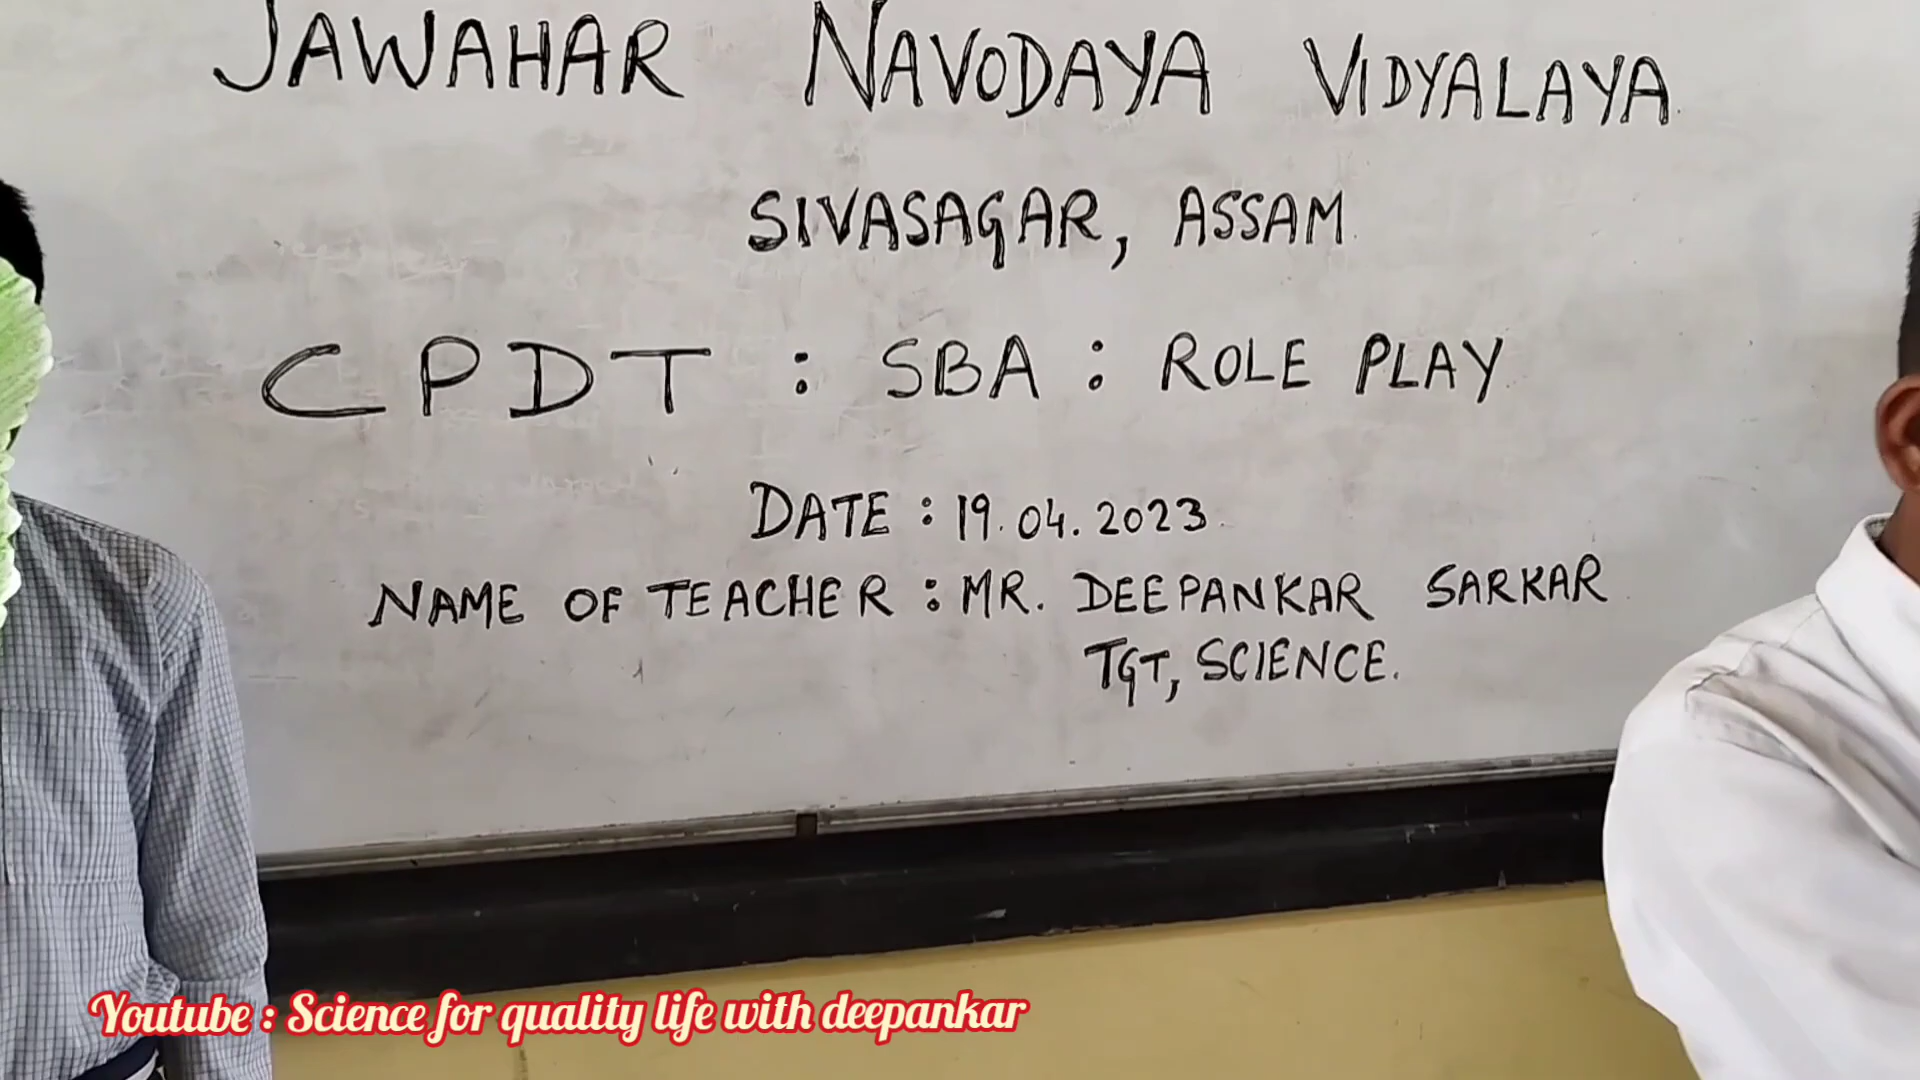 JAWAHAR NAVODAYA VIDYALAYA
SIVASAGAR, ASSAM
CPDT : SBA : ROLE PLAY
DATE : 19.04.2023
NAME OF TEACHER : MR. DEEPANKAR SARKAR
TGT, SCIENCE.
Youtube : Science for quality life with deepankar